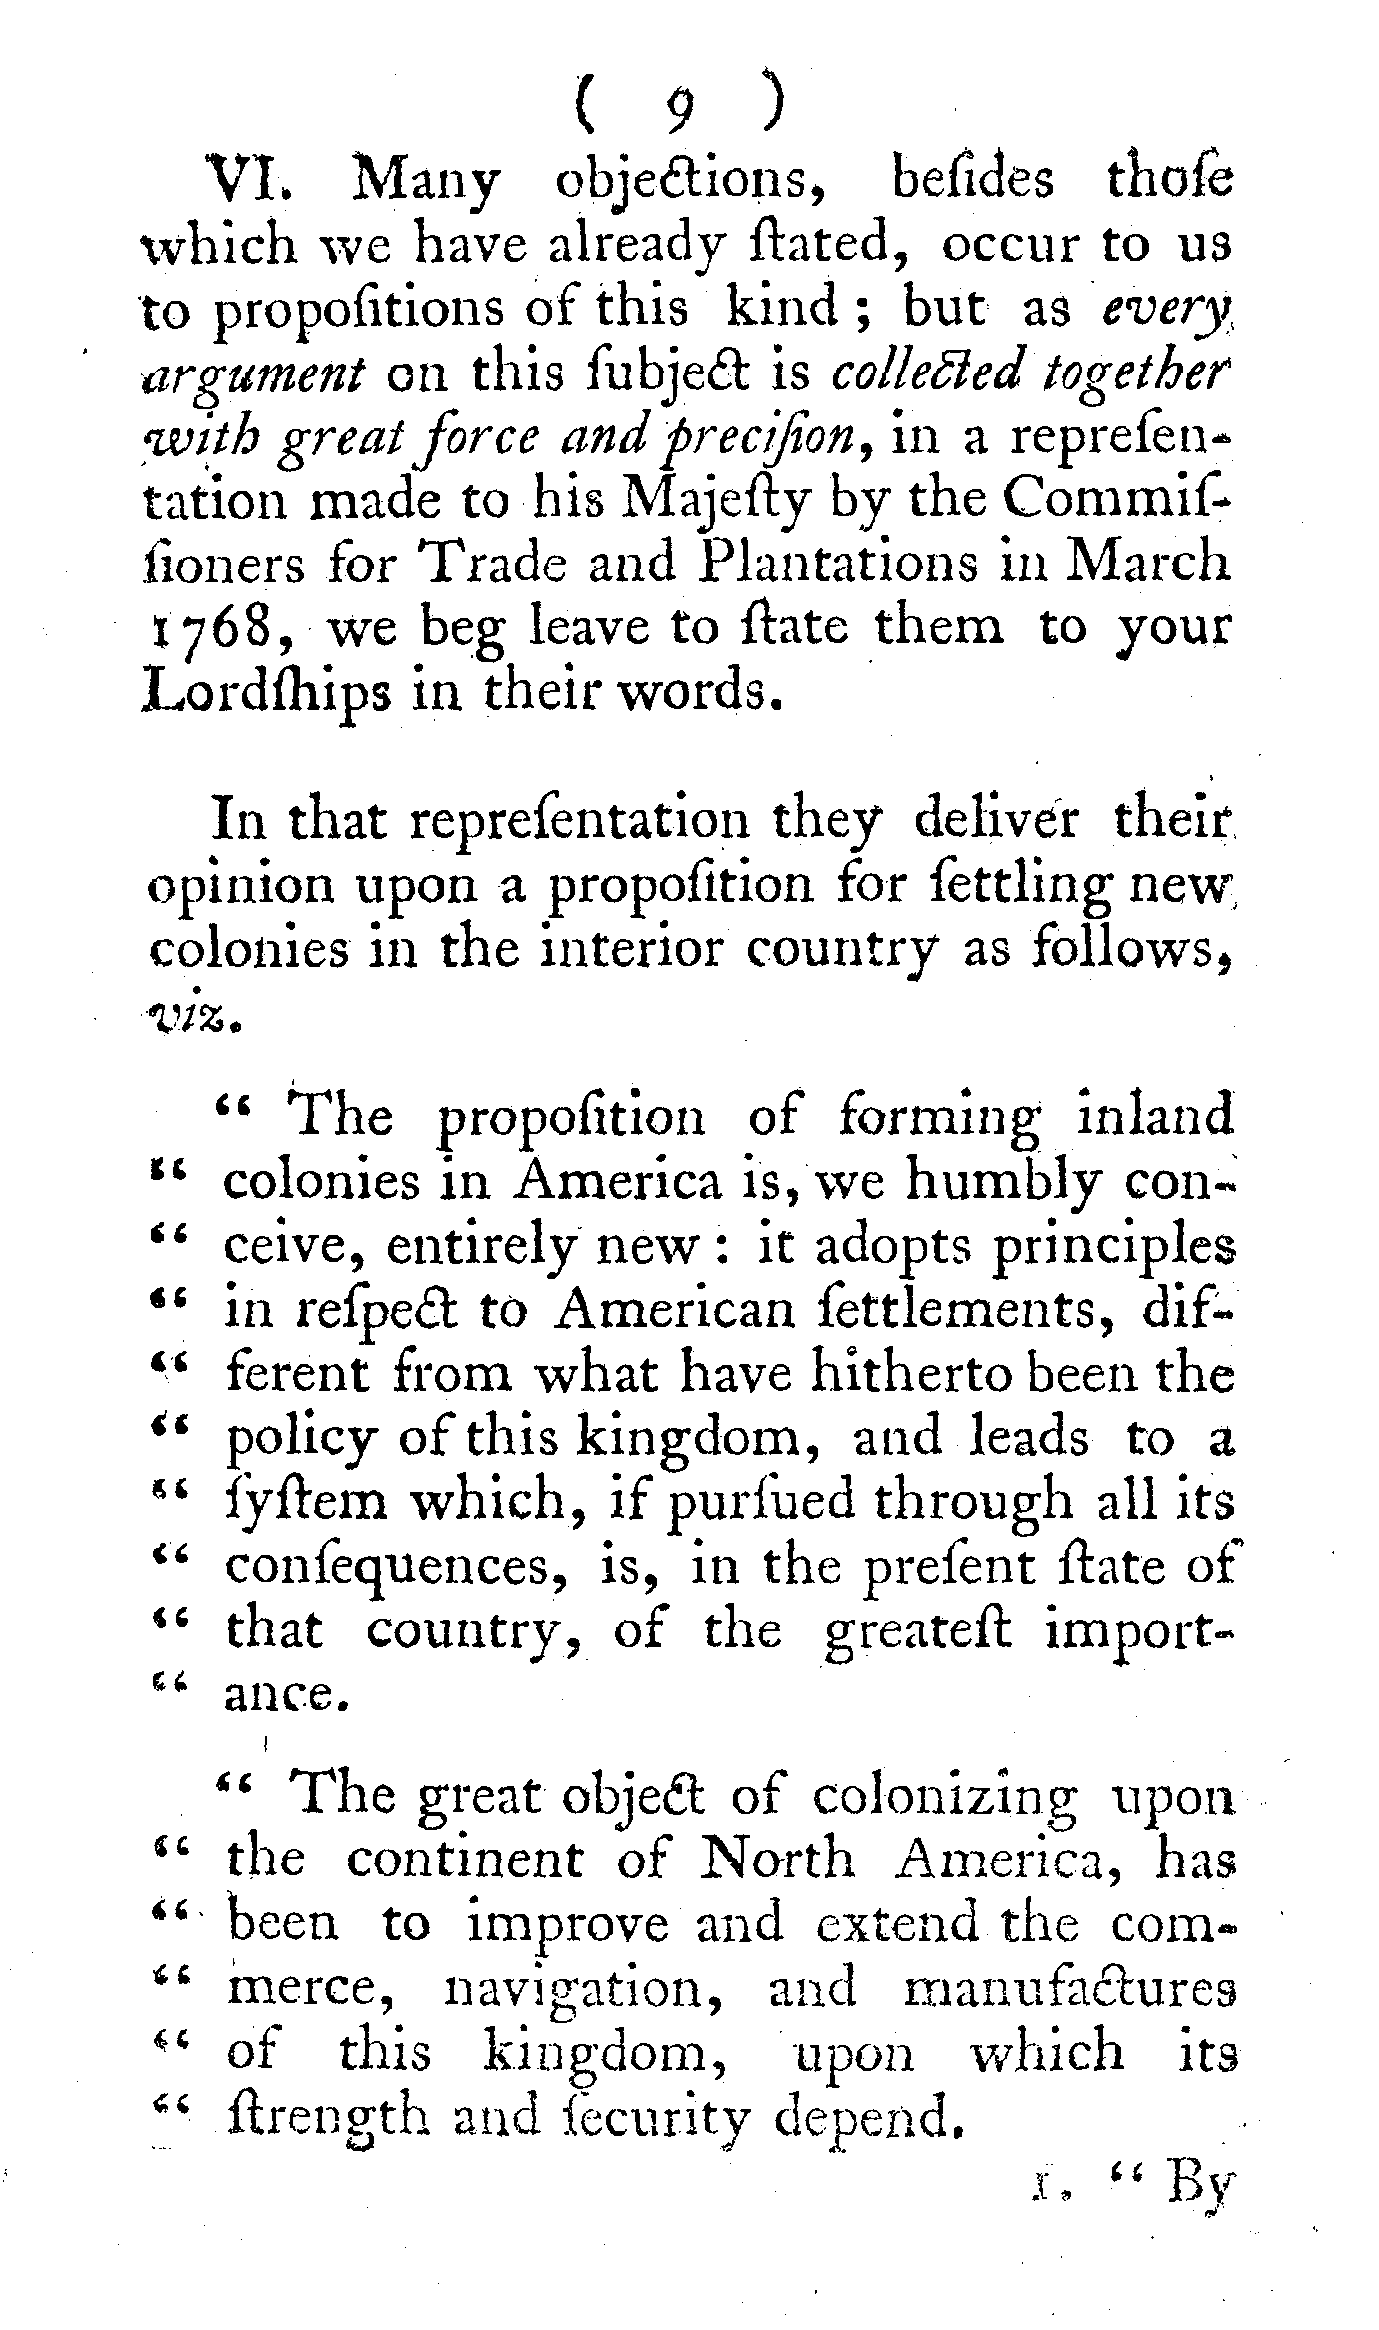 ( 9 )
VI. Many objections, beſides thoſe
which we have already ſtated, occur to us
to propoſitions of this kind ; but as every
argument on this ſubject is collected together
with great force and preciſion, in a repreſen-
tation made to his Majeſty by the Commiſ-
ſioners for Trade and Plantations in March
1768, we beg leave to ſtate them to your
Lordſhips in their words.
In that repreſentation they deliver their
opinion upon a propoſition for ſettling new
colonies in the interior country as follows,
viz.
“ The propoſition of forming inland
“ colonies in America is, we humbly con-
“ ceive, entirely new : it adopts principles
“ in reſpect to American ſettlements, dif-
“ ferent from what have hitherto been the
“ policy of this kingdom, and leads to a
“ ſyſtem which, if purſued through all its
“ conſequences, is, in the preſent ſtate of
“ that country, of the greateſt import-
“ ance.
“ The great object of colonizing upon
“ the continent of North America, has
“ been to improve and extend the com-
“ merce, navigation, and manufactures
“ of this kingdom, upon which its
“ ſtrength and ſecurity depend.
1. “ By